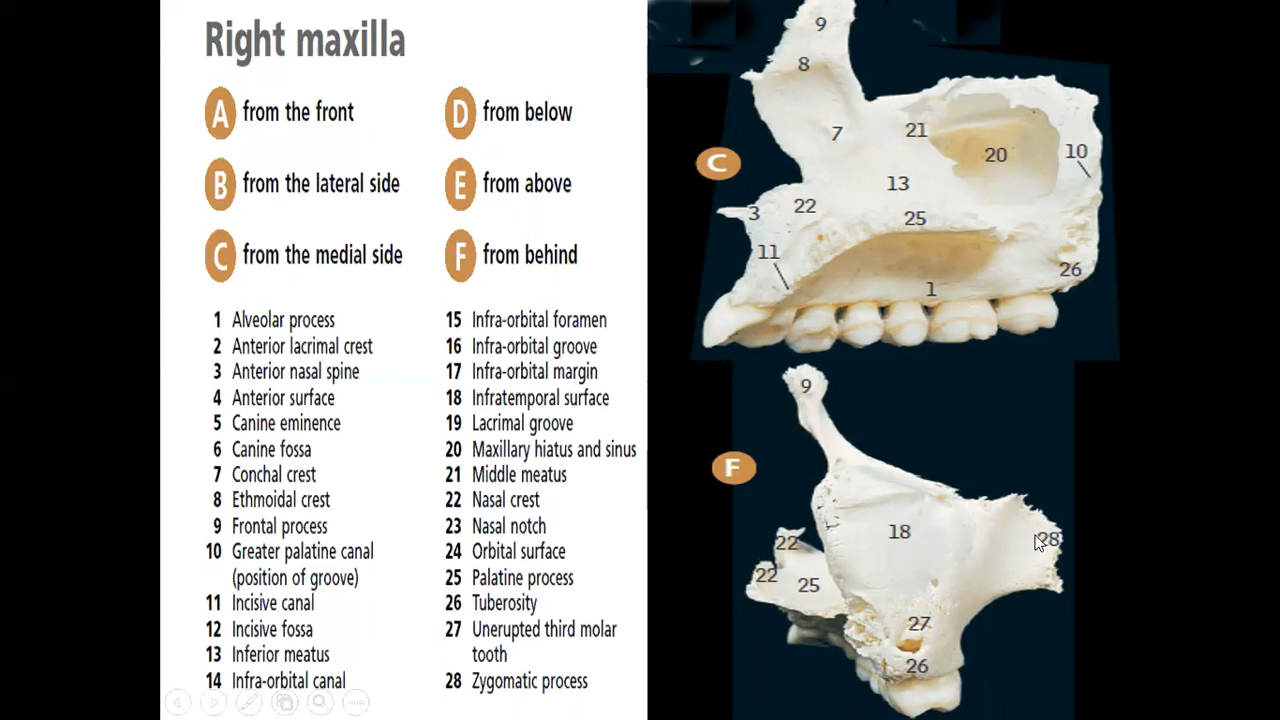 Right maxilla
A from the front
B from the lateral side
C from the medial side
D from below
E from above
F from behind
1 Alveolar process
2 Anterior lacrimal crest
3 Anterior nasal spine
4 Anterior surface
5 Canine eminence
6 Canine fossa
7 Conchal crest
8 Ethmoidal crest
9 Frontal process
10 Greater palatine canal
(position of groove)
11 Incisive canal
12 Incisive fossa
13 Inferior meatus
14 Infra-orbital canal
15 Infra-orbital foramen
16 Infra-orbital groove
17 Infra-orbital margin
18 Infratemporal surface
19 Lacrimal groove
20 Maxillary hiatus and sinus
21 Middle meatus
22 Nasal crest
23 Nasal notch
24 Orbital surface
25 Palatine process
26 Tuberosity
27 Unerupted third molar
tooth
28 Zygomatic process
C
9
8
7
21
20
10
13
3
22
25
11
26
1
F
9
18
28
22
22
25
27
26